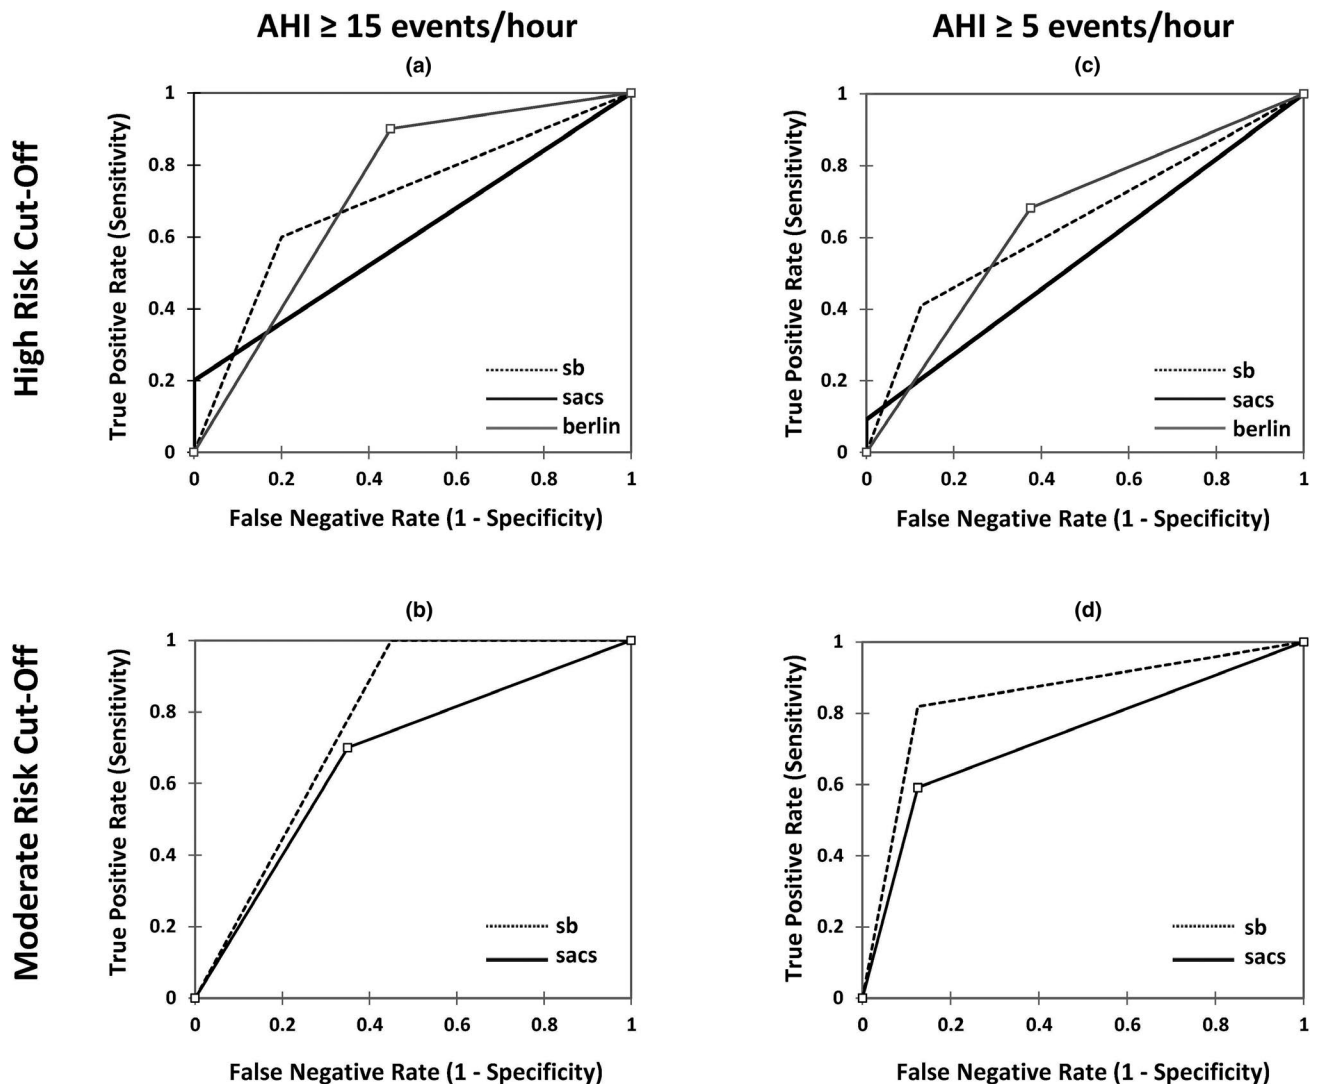 AHI ≥ 15 events/hour
AHI ≥ 5 events/hour
High Risk Cut-Off
(a)
True Positive Rate (Sensitivity)
1
0.8
0.6
0.4
0.2
0
sb
sacs
berlin
0 0.2 0.4 0.6 0.8 1
False Negative Rate (1 - Specificity)
(c)
True Positive Rate (Sensitivity)
1
0.8
0.6
0.4
0.2
0
sb
sacs
berlin
0 0.2 0.4 0.6 0.8 1
False Negative Rate (1 - Specificity)
Moderate Risk Cut-Off
(b)
True Positive Rate (Sensitivity)
1
0.8
0.6
0.4
0.2
0
sb
sacs
0 0.2 0.4 0.6 0.8 1
False Negative Rate (1 - Specificity)
(d)
True Positive Rate (Sensitivity)
1
0.8
0.6
0.4
0.2
0
sb
sacs
0 0.2 0.4 0.6 0.8 1
False Negative Rate (1 - Specificity)